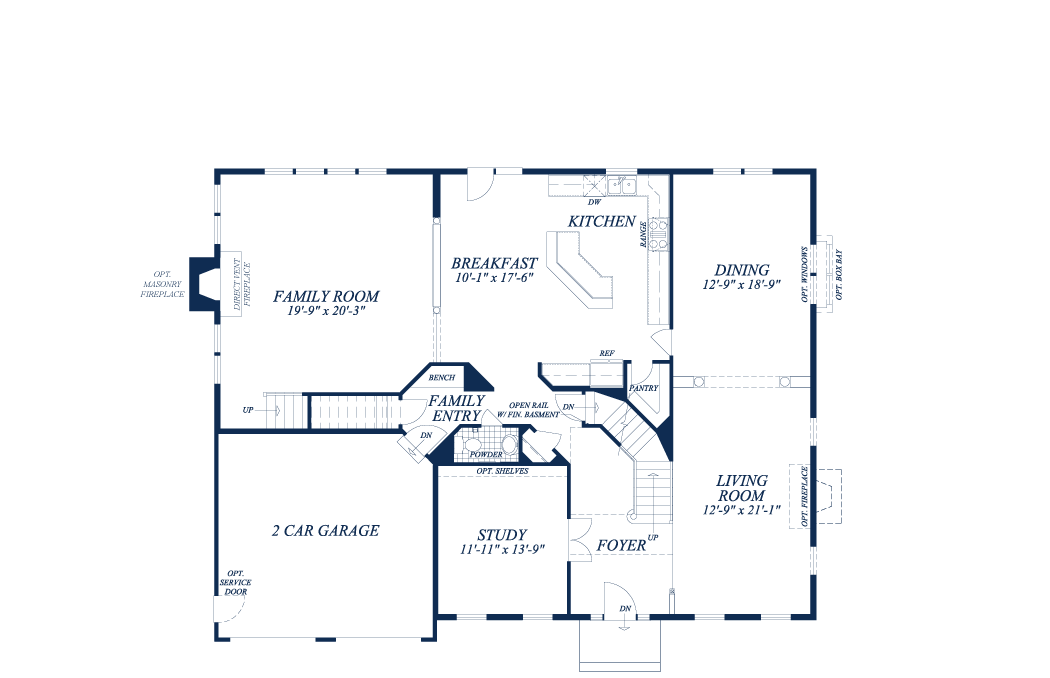 DW
KITCHEN
RANGE
BREAKFAST
10'-1" x 17'-6"
DINING
12'-9" x 18'-9"
OPT. WINDOWS
OPT. BOX BAY
OPT.
MASONRY
FIREPLACE
DIRECT VENT
FIREPLACE
FAMILY ROOM
19'-9" x 20'-3"
REF
BENCH
PANTRY
FAMILY
ENTRY
UP
OPEN RAIL
W/ FIN. BASMENT
DN
DN
POWDER
OPT. SHELVES
LIVING
ROOM
12'-9" x 21'-1"
OPT. FIREPLACE
2 CAR GARAGE
STUDY
11'-11" x 13'-9"
FOYER
UP
OPT.
SERVICE
DOOR
DN